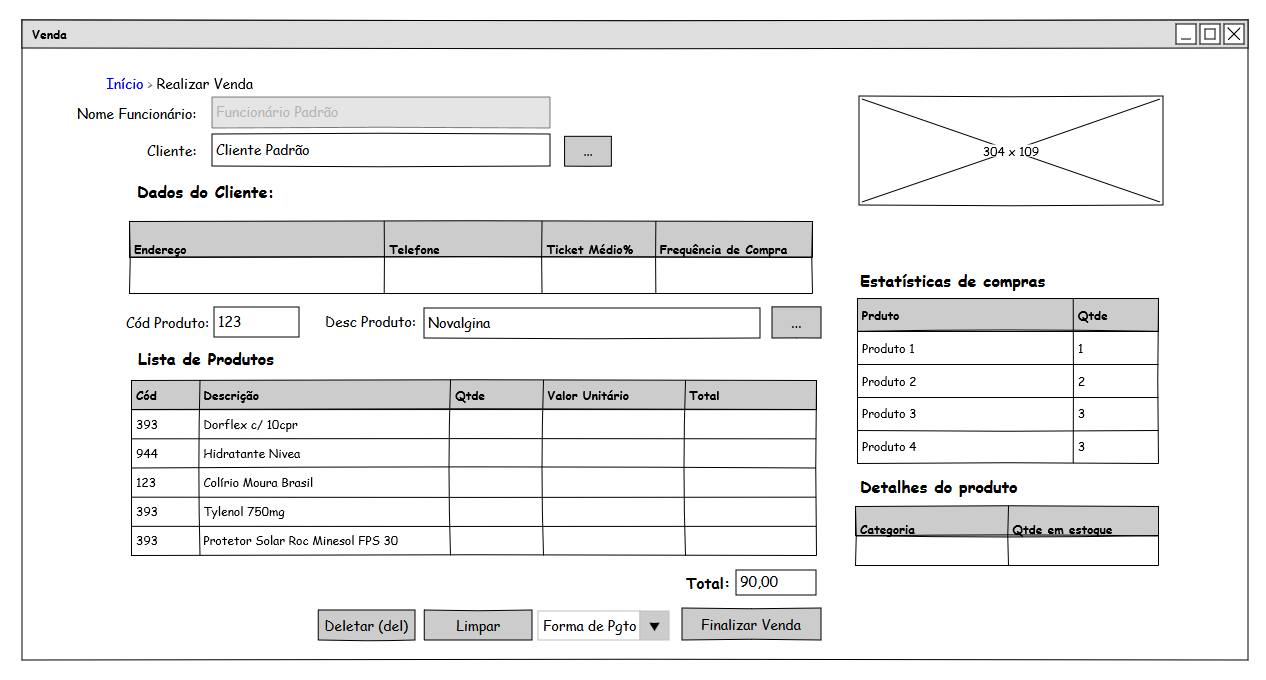 Venda
Início > Realizar Venda
Nome Funcionário: Funcionário Padrão
Cliente: Cliente Padrão ...
304 x 109
Dados do Cliente:
Endereço Telefone Ticket Médio% Frequência de Compra
Cód Produto: 123 Desc Produto: Novalgina ...
Lista de Produtos
Cód Descrição Qtde Valor Unitário Total
393 Dorflex c/ 10cpr
944 Hidratante Nivea
123 Colírio Moura Brasil
393 Tylenol 750mg
393 Protetor Solar Roc Minesol FPS 30
Total: 90,00
Deletar (del) Limpar Forma de Pgto ▼ Finalizar Venda
Estatísticas de compras
Prduto Qtde
Produto 1 1
Produto 2 2
Produto 3 3
Produto 4 3
Detalhes do produto
Categoria Qtde em estoque